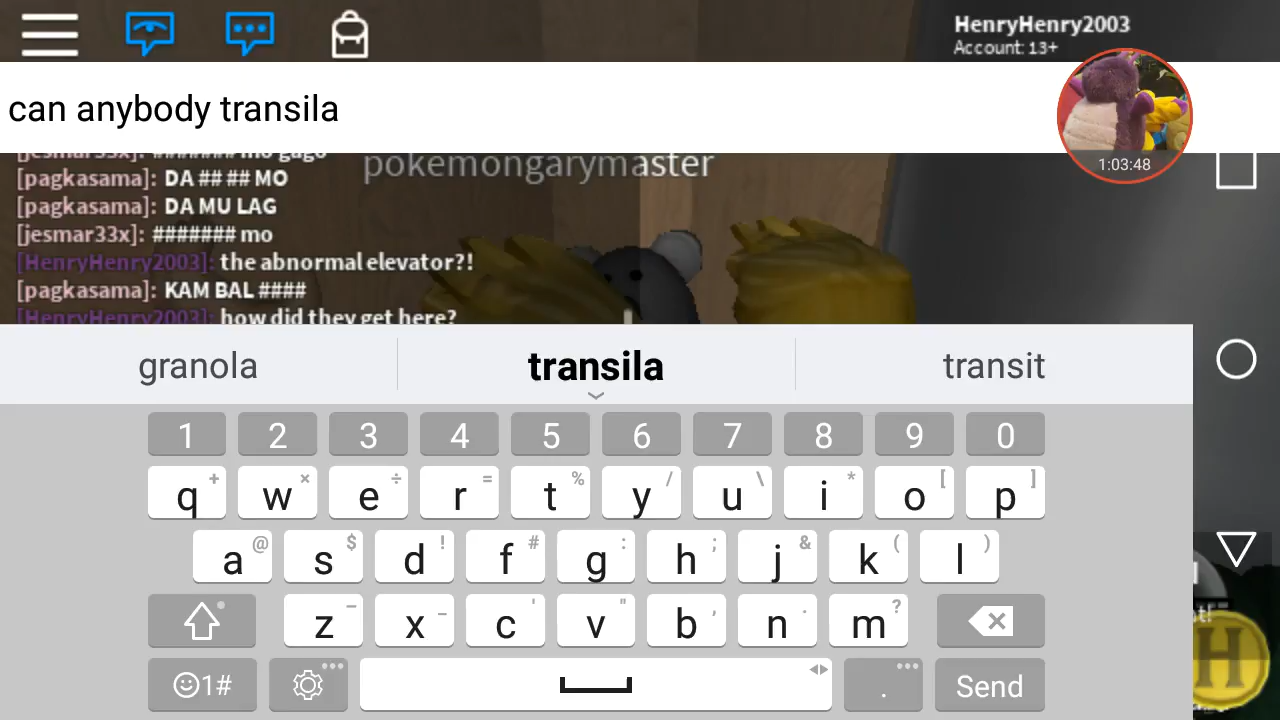 HenryHenry2003
Account: 13+
can anybody transila
1:03:48
pokemongarymaster
[jesmar33x]: ####### mo gago
[pagkasama]: DA ## ## MO
[pagkasama]: DA MU LAG
[jesmar33x]: ####### mo
[HenryHenry2003]: the abnormal elevator?!
[pagkasama]: KAM BAL ####
[HenryHenry2003]: how did they get here?
granola transila transit
1 2 3 4 5 6 7 8 9 0
q + w × e ÷ r = t % y / u \ i * o [ p ]
a @ s $ d ! f # g : h ; j & k ( l )
z – x _ c ' v " b , n . m ?
1# . Send
t!"
H